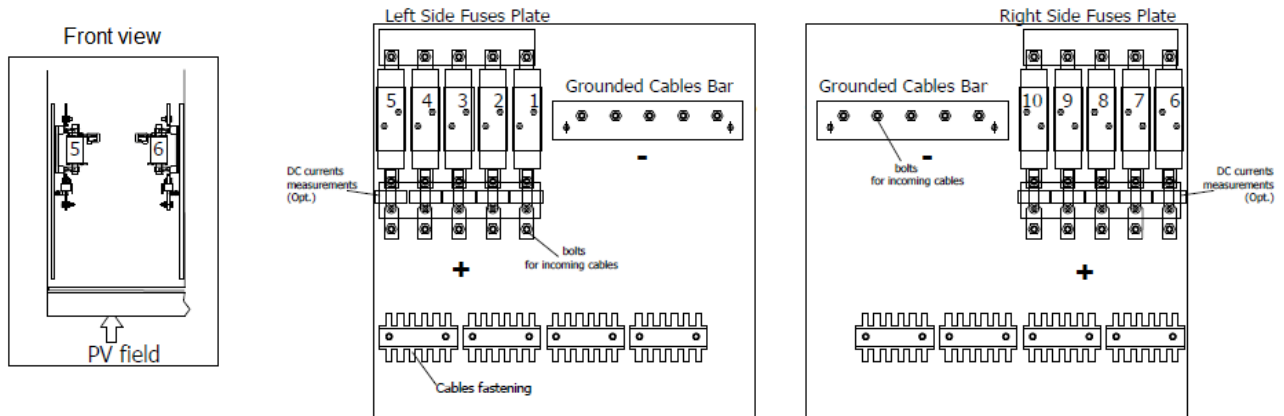 Front view
5
6
PV field
Left Side Fuses Plate
5 4 3 2 1
Grounded Cables Bar
-
DC currents
measurements
(Opt.)
bolts
for incoming cables
+
Cables fastening
Right Side Fuses Plate
Grounded Cables Bar
10 9 8 7 6
-
bolts
for incoming cables
DC currents
measurements
(Opt.)
+